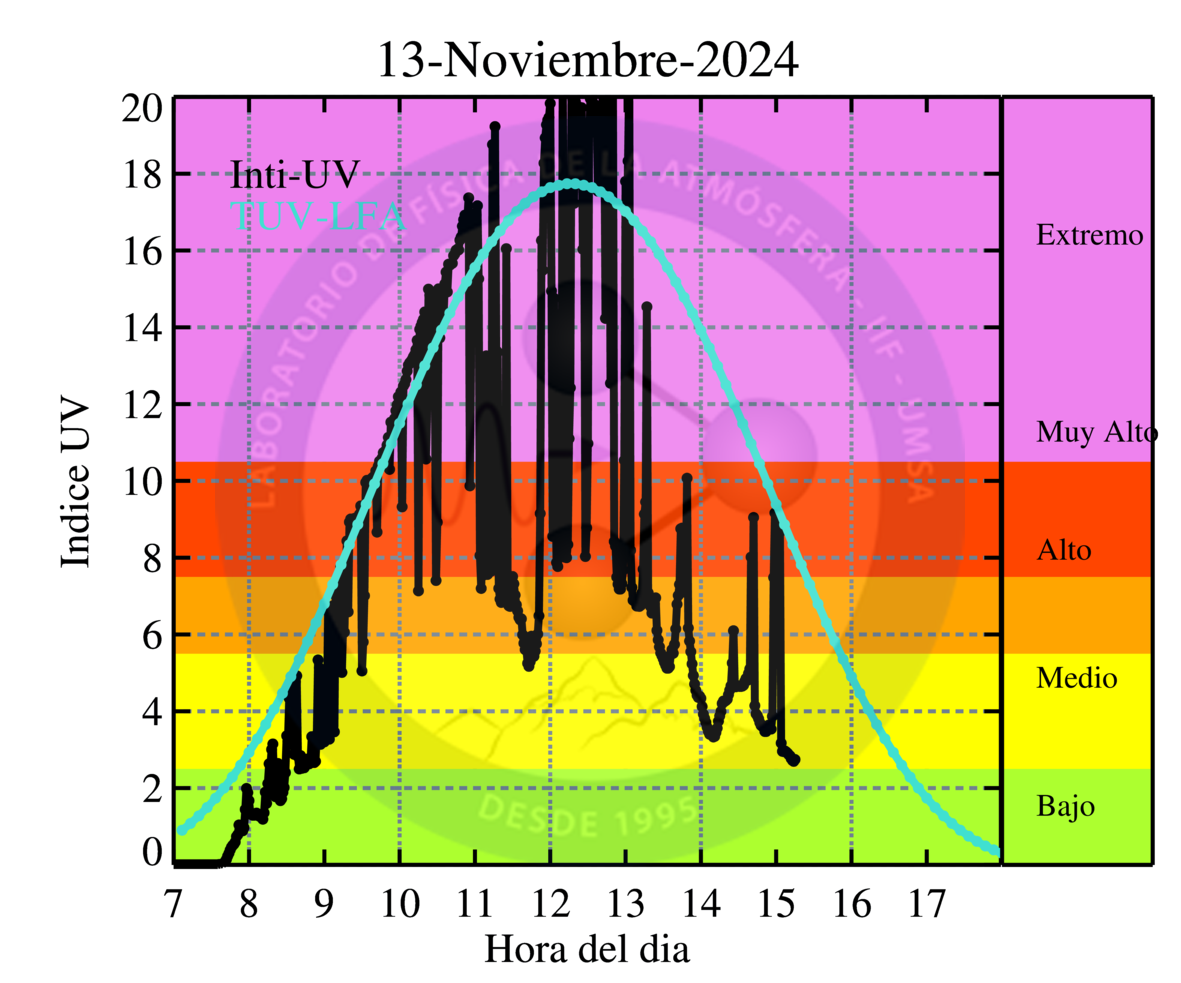 13-Noviembre-2024
20
18
16
14
12
10
8
6
4
2
0
Indice UV
Inti-UV
TUV-LFA
LABORATORIO DE FÍSICA DE LA ATMÓSFERA - IIF - UMSA
DESDE 1995
Extremo
Muy Alto
Alto
Medio
Bajo
7 8 9 10 11 12 13 14 15 16 17
Hora del dia